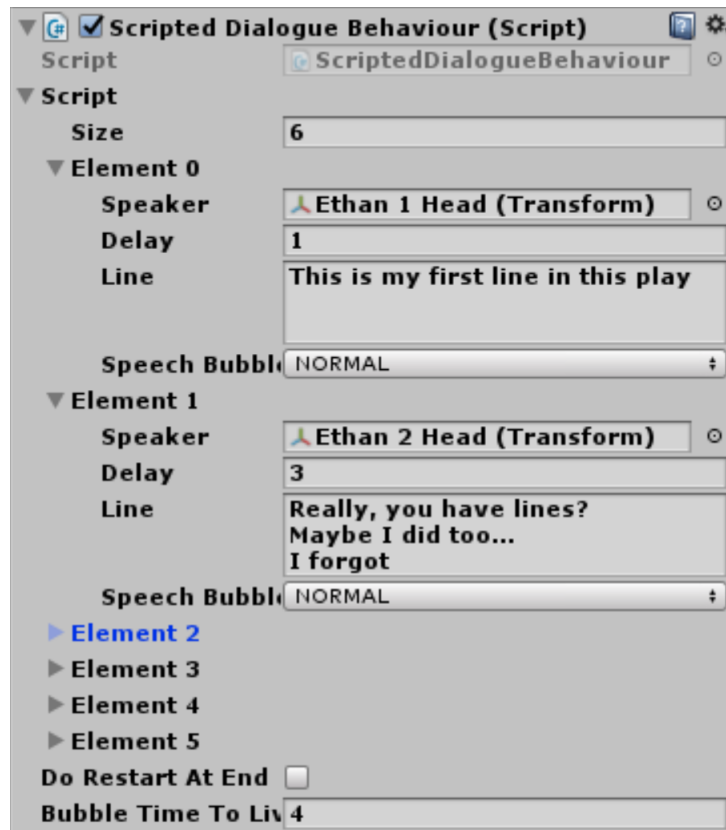 Scripted Dialogue Behaviour (Script)
Script ScriptedDialogueBehaviour
Script
Size 6
Element 0
Speaker Ethan 1 Head (Transform)
Delay 1
Line This is my first line in this play
Speech Bubbl NORMAL
Element 1
Speaker Ethan 2 Head (Transform)
Delay 3
Line Really, you have lines?
Maybe I did too...
I forgot
Speech Bubbl NORMAL
Element 2
Element 3
Element 4
Element 5
Do Restart At End
Bubble Time To Liv 4